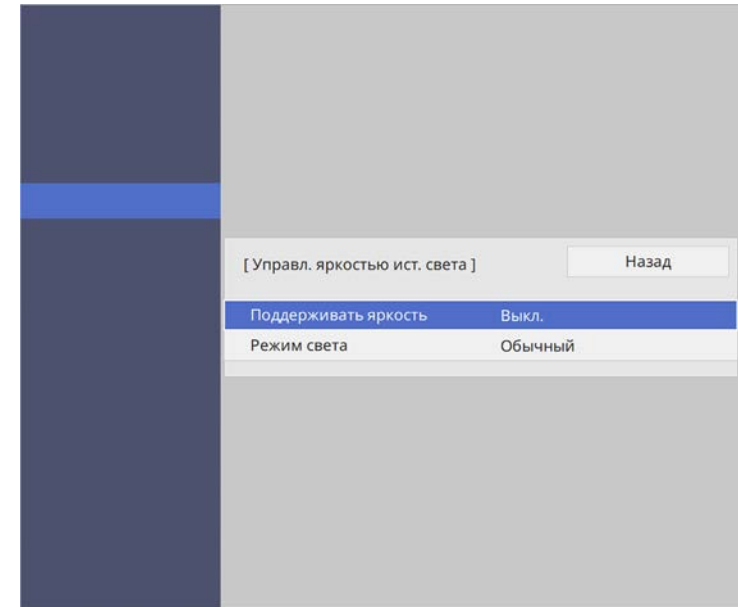 [ Управл. яркостью ист. света ] Назад
Поддерживать яркость Выкл.
Режим света Обычный